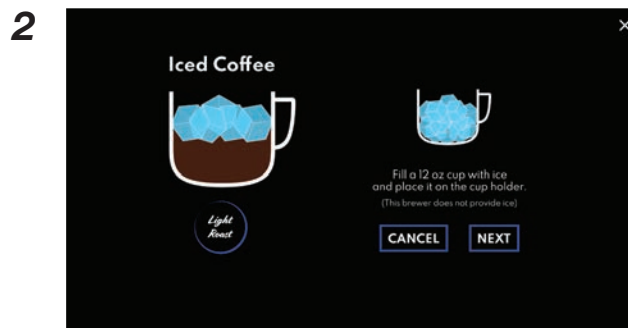 2
Iced Coffee
Light
Roast
Fill a 12 oz cup with ice
and place it on the cup holder.
(This brewer does not provide ice)
CANCEL
NEXT
×